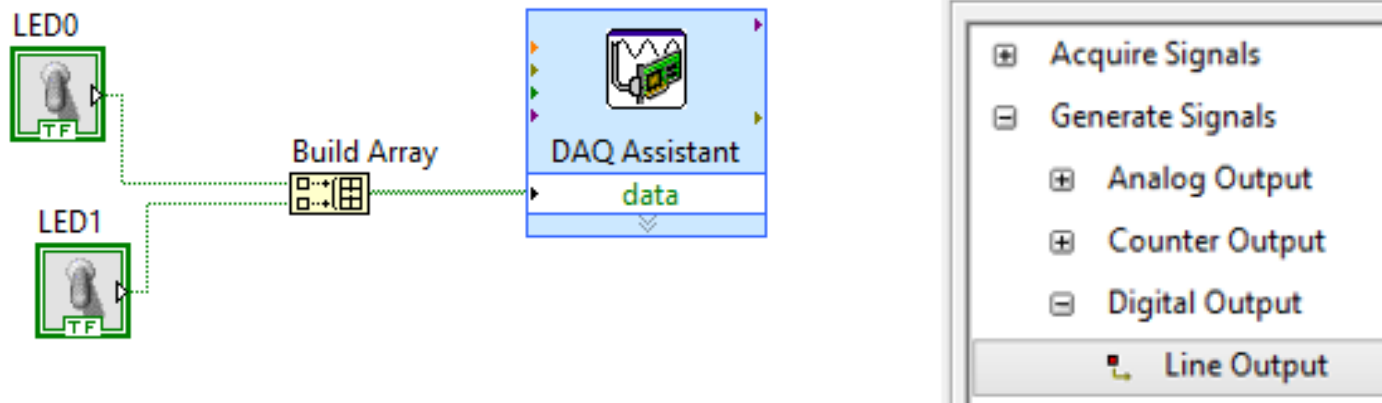 LED0
TF
Build Array
LED1
TF
DAQ Assistant
data
Acquire Signals
Generate Signals
Analog Output
Counter Output
Digital Output
Line Output